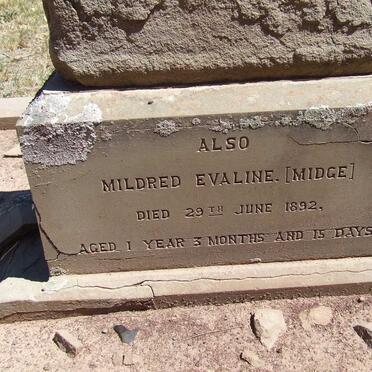 ALSO
MILDRED EVALINE. [MIDGE]
DIED 29TH JUNE 1892,
AGED 1 YEAR 3 MONTHS AND 15 DAYS